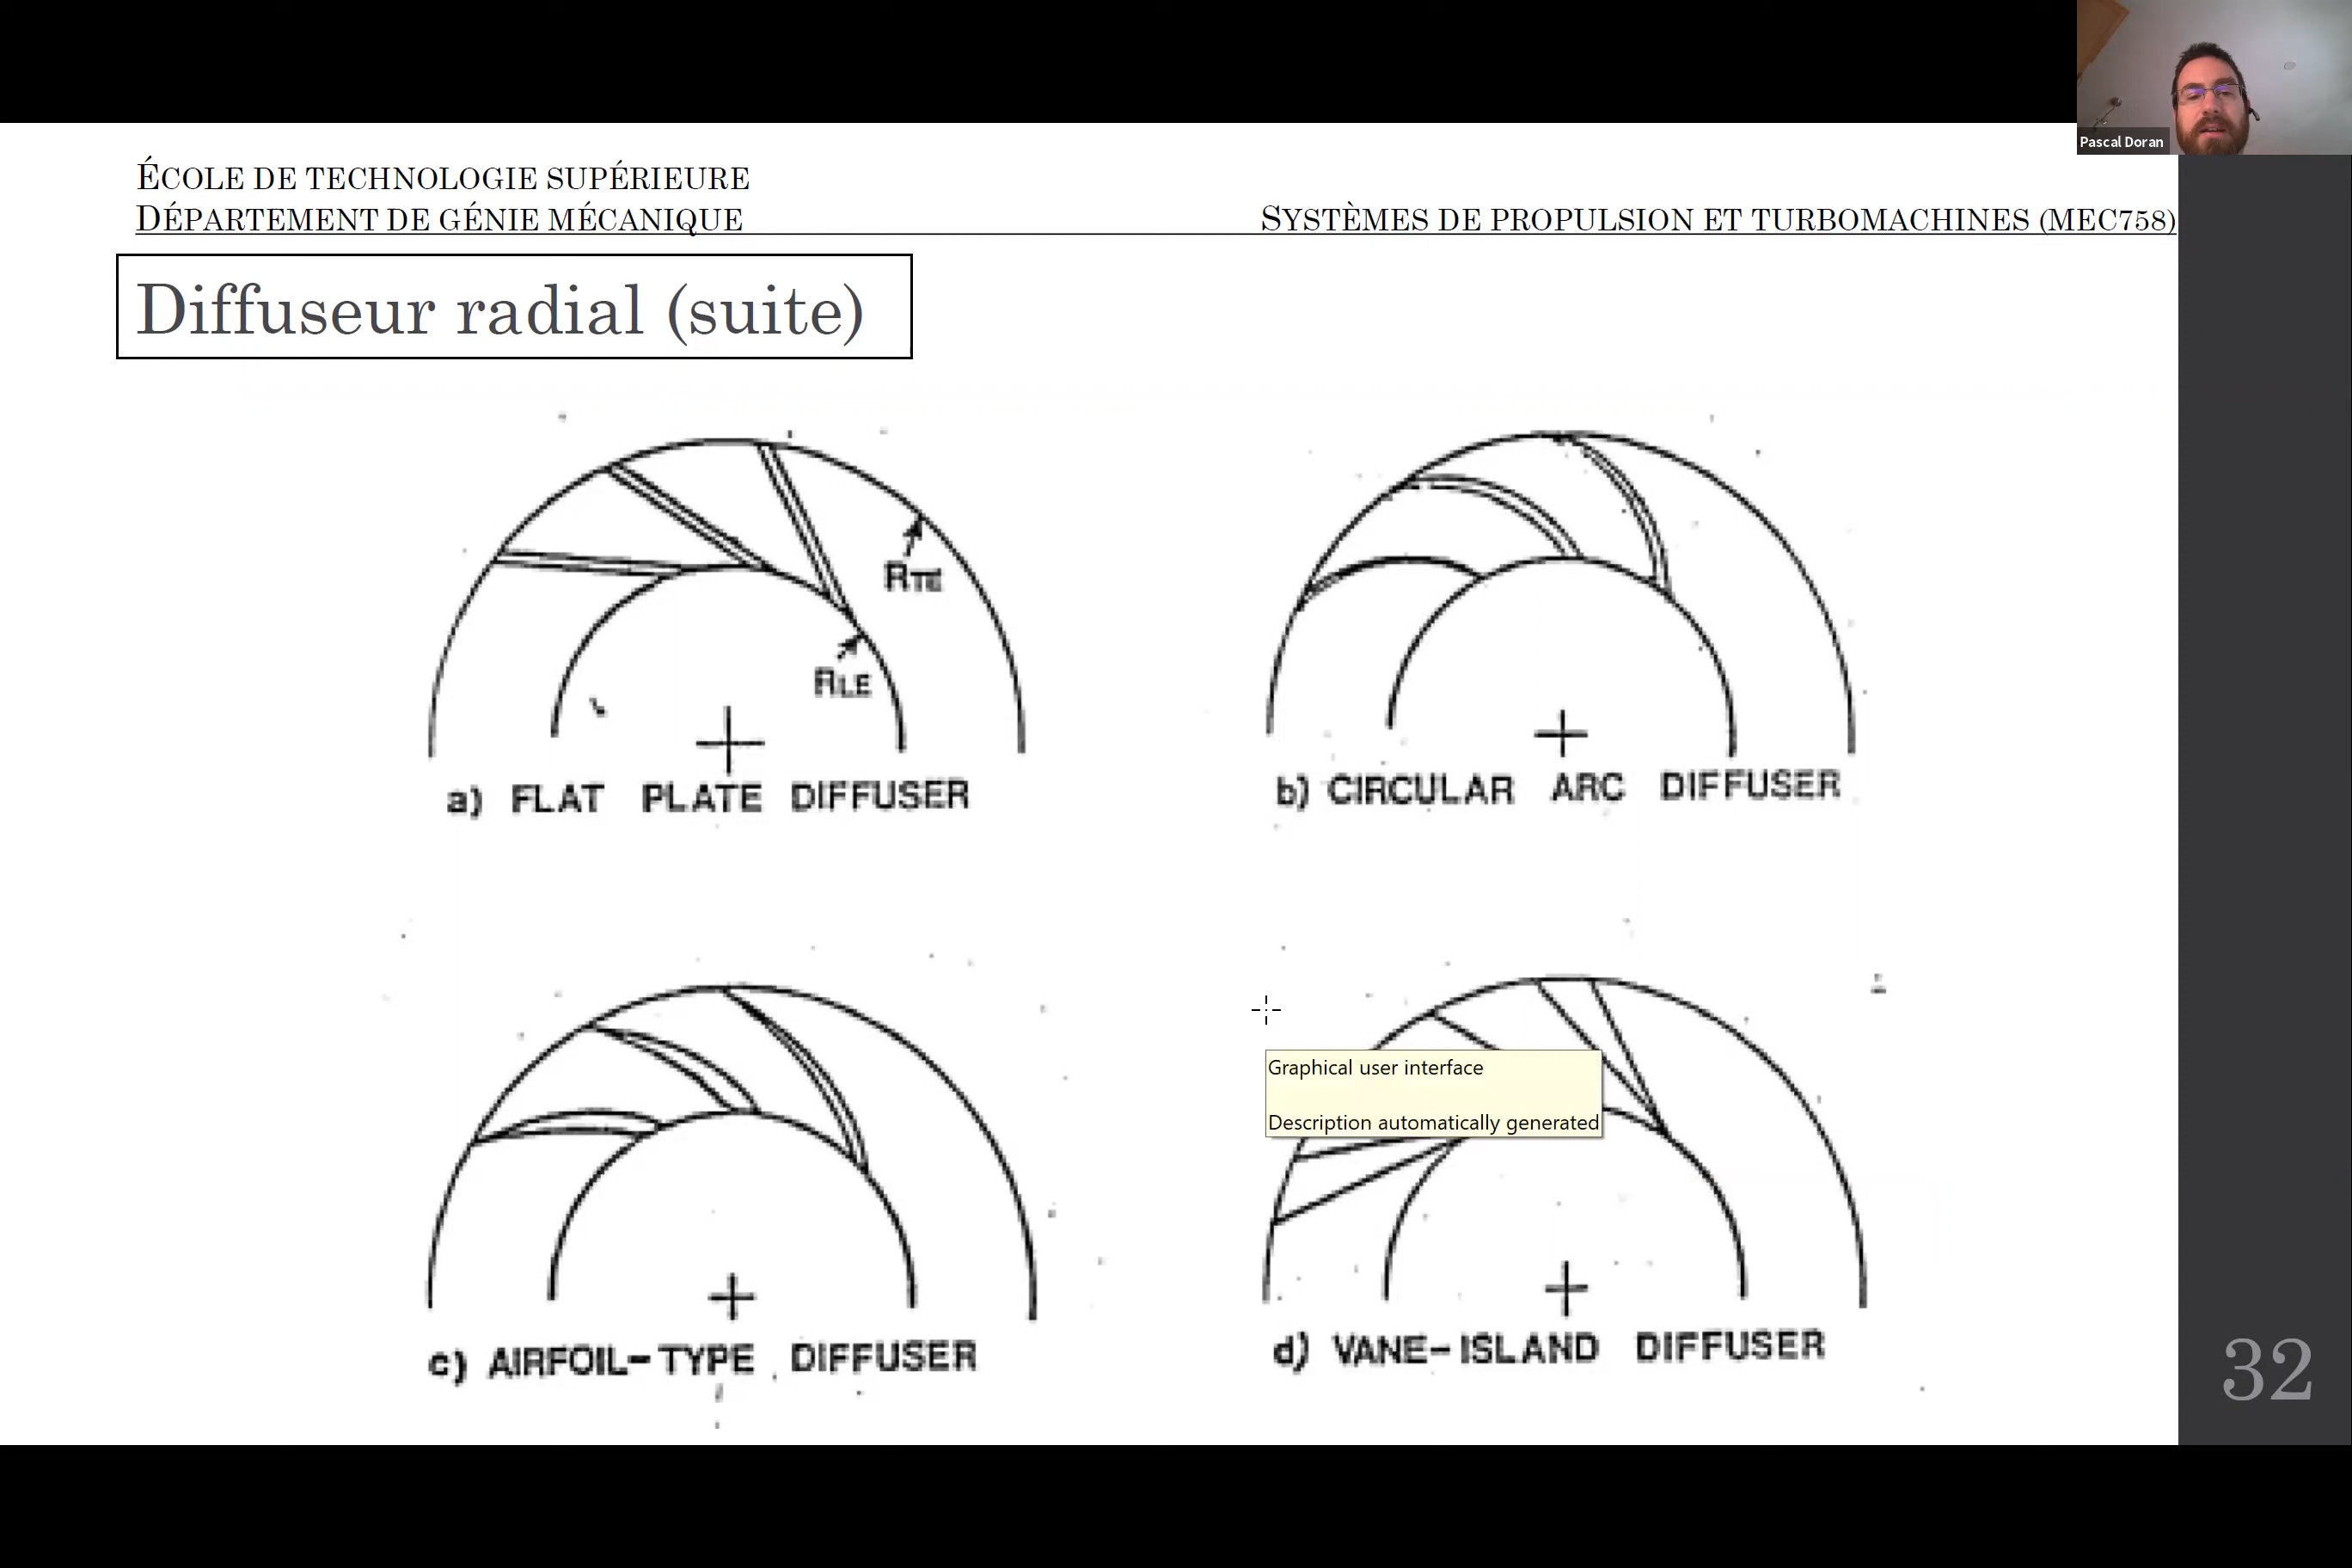 Pascal Doran
ÉCOLE DE TECHNOLOGIE SUPÉRIEURE
DÉPARTEMENT DE GÉNIE MÉCANIQUE
SYSTÈMES DE PROPULSION ET TURBOMACHINES (MEC758)
Diffuseur radial (suite)
RTE
RLE
a) FLAT PLATE DIFFUSER
b) CIRCULAR ARC DIFFUSER
Graphical user interface
Description automatically generated
c) AIRFOIL-TYPE DIFFUSER
d) VANE-ISLAND DIFFUSER
32